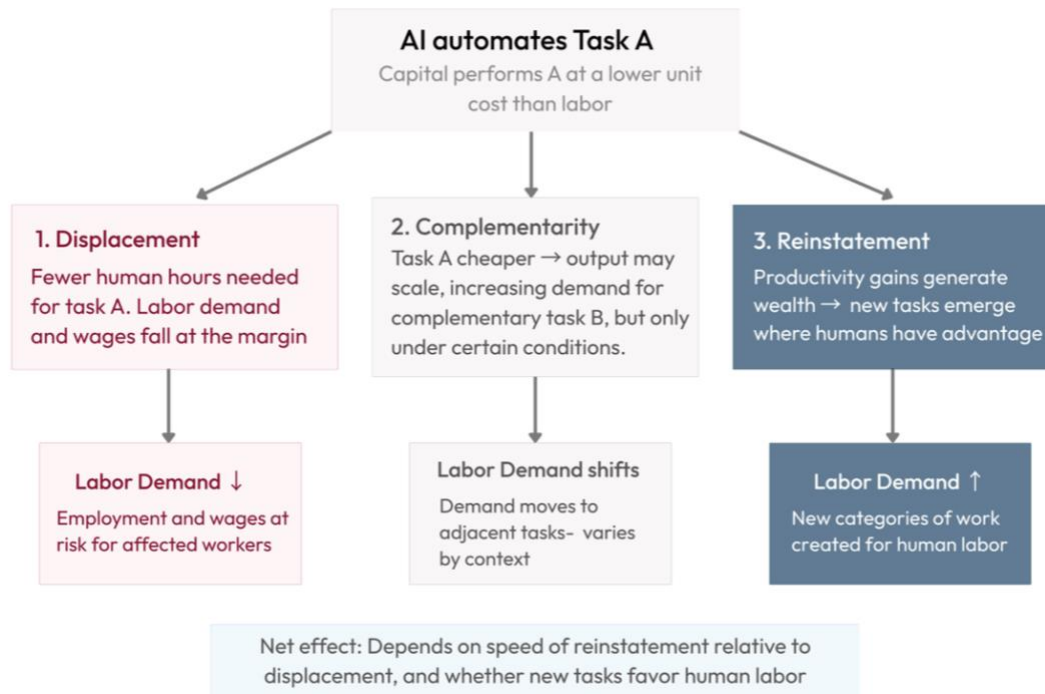 AI automates Task A
Capital performs A at a lower unit
cost than labor
1. Displacement
Fewer human hours needed
for task A. Labor demand
and wages fall at the margin
2. Complementarity
Task A cheaper → output may
scale, increasing demand for
complementary task B, but only
under certain conditions.
3. Reinstatement
Productivity gains generate
wealth → new tasks emerge
where humans have advantage
Labor Demand ↓
Employment and wages at
risk for affected workers
Labor Demand shifts
Demand moves to
adjacent tasks- varies
by context
Labor Demand ↑
New categories of work
created for human labor
Net effect: Depends on speed of reinstatement relative to
displacement, and whether new tasks favor human labor